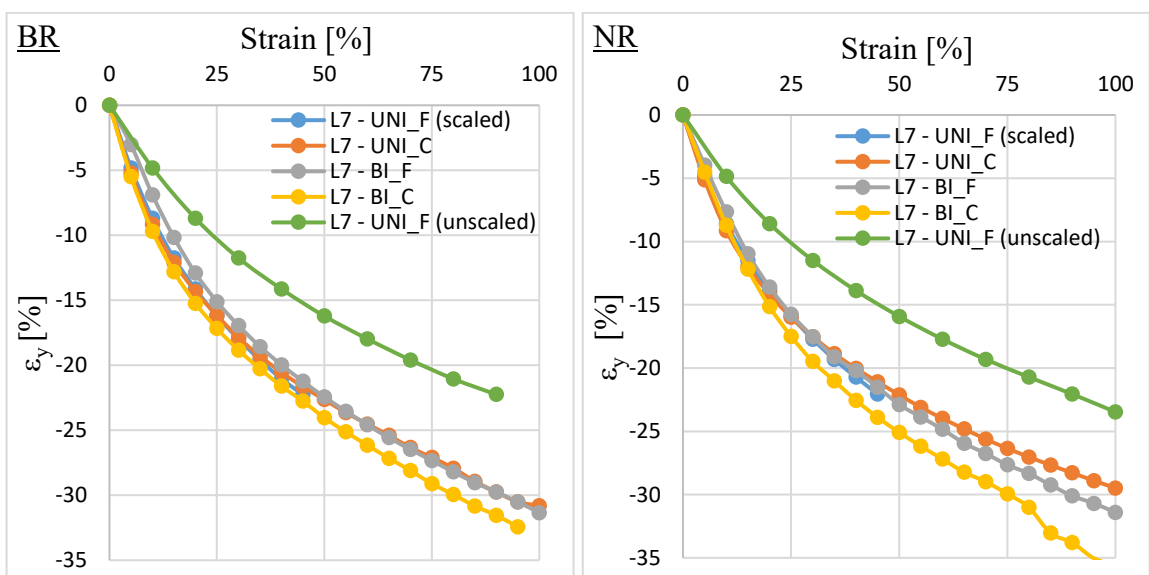 BR
Strain [%]
0 25 50 75 100
0
-5
-10
-15
-20
-25
-30
-35
εy [%]
L7 - UNI_F (scaled)
L7 - UNI_C
L7 - BI_F
L7 - BI_C
L7 - UNI_F (unscaled)
NR
Strain [%]
0 25 50 75 100
0
-5
-10
-15
-20
-25
-30
-35
εy [%]
L7 - UNI_F (scaled)
L7 - UNI_C
L7 - BI_F
L7 - BI_C
L7 - UNI_F (unscaled)